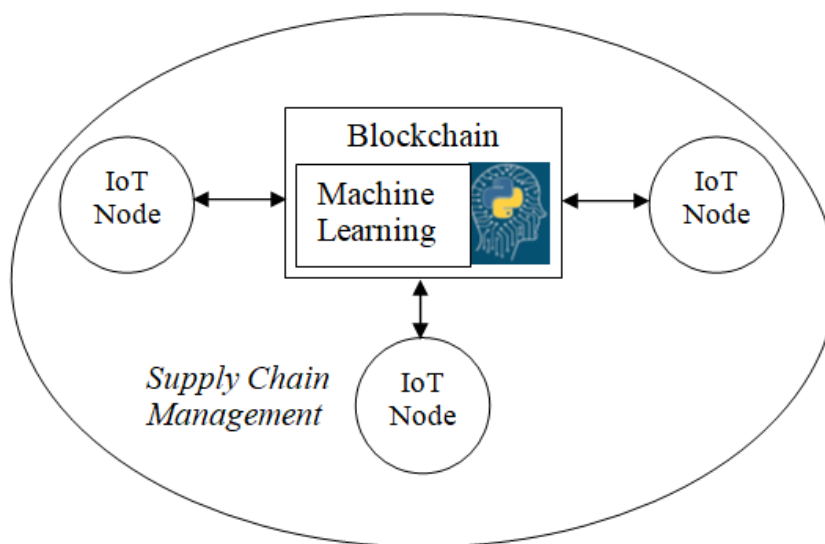 Blockchain
Machine
Learning
IoT
Node
IoT
Node
IoT
Node
Supply Chain
Management